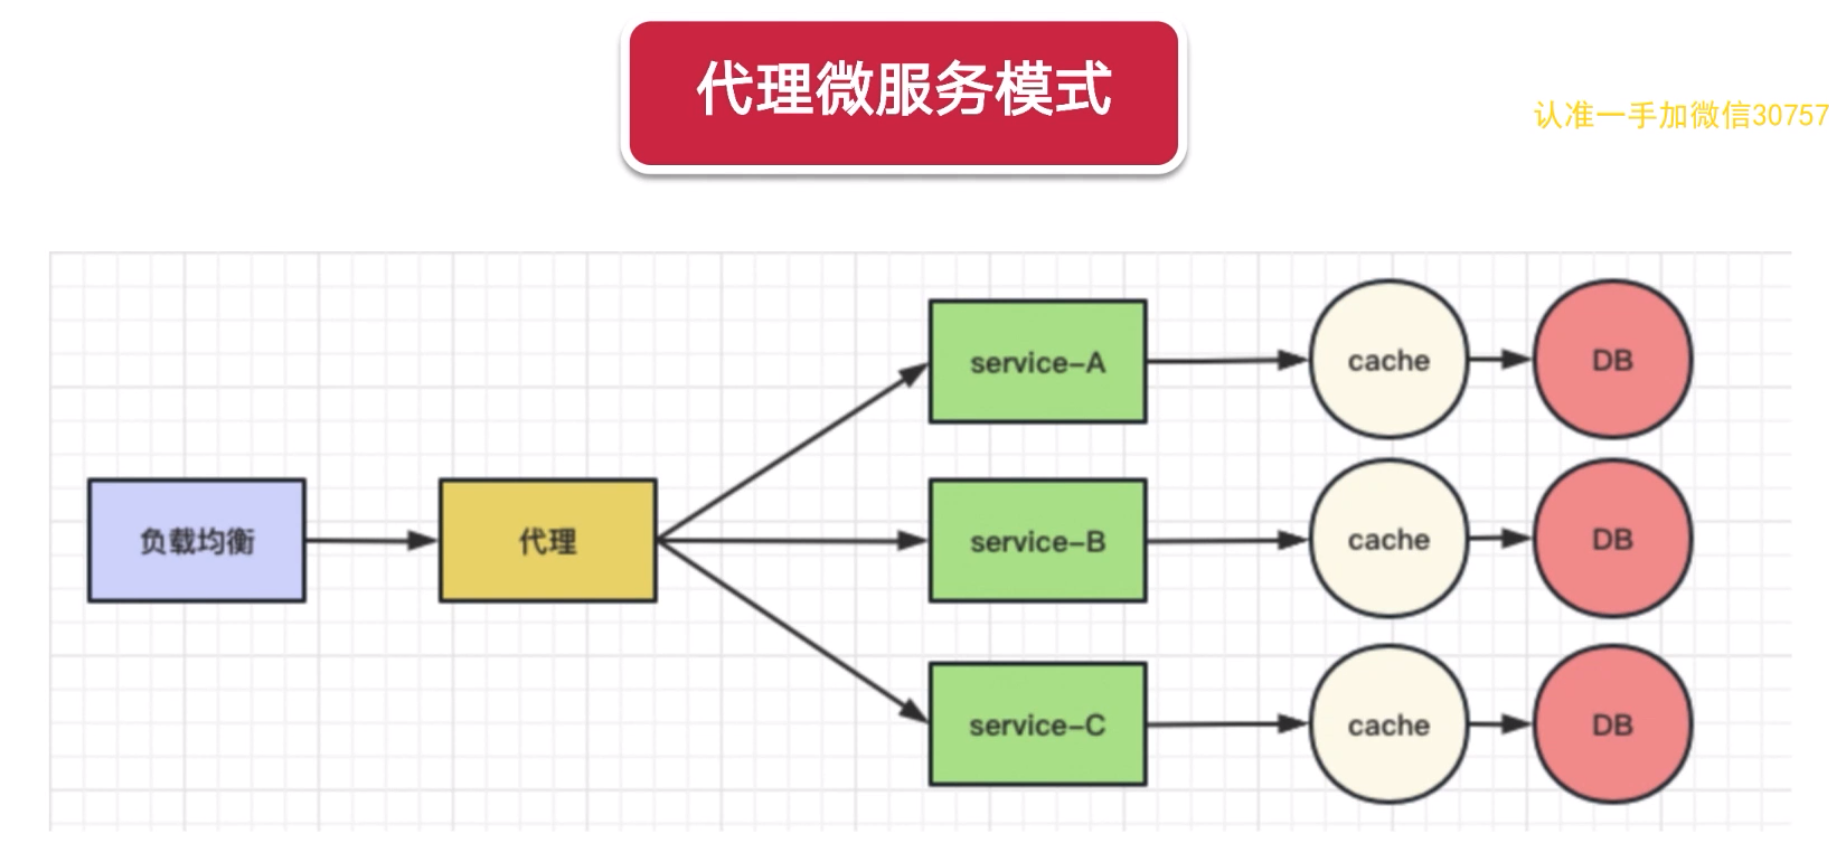 代理微服务模式
认准一手加微信30757
service-A
cache
DB
负载均衡
代理
service-B
cache
DB
service-C
cache
DB